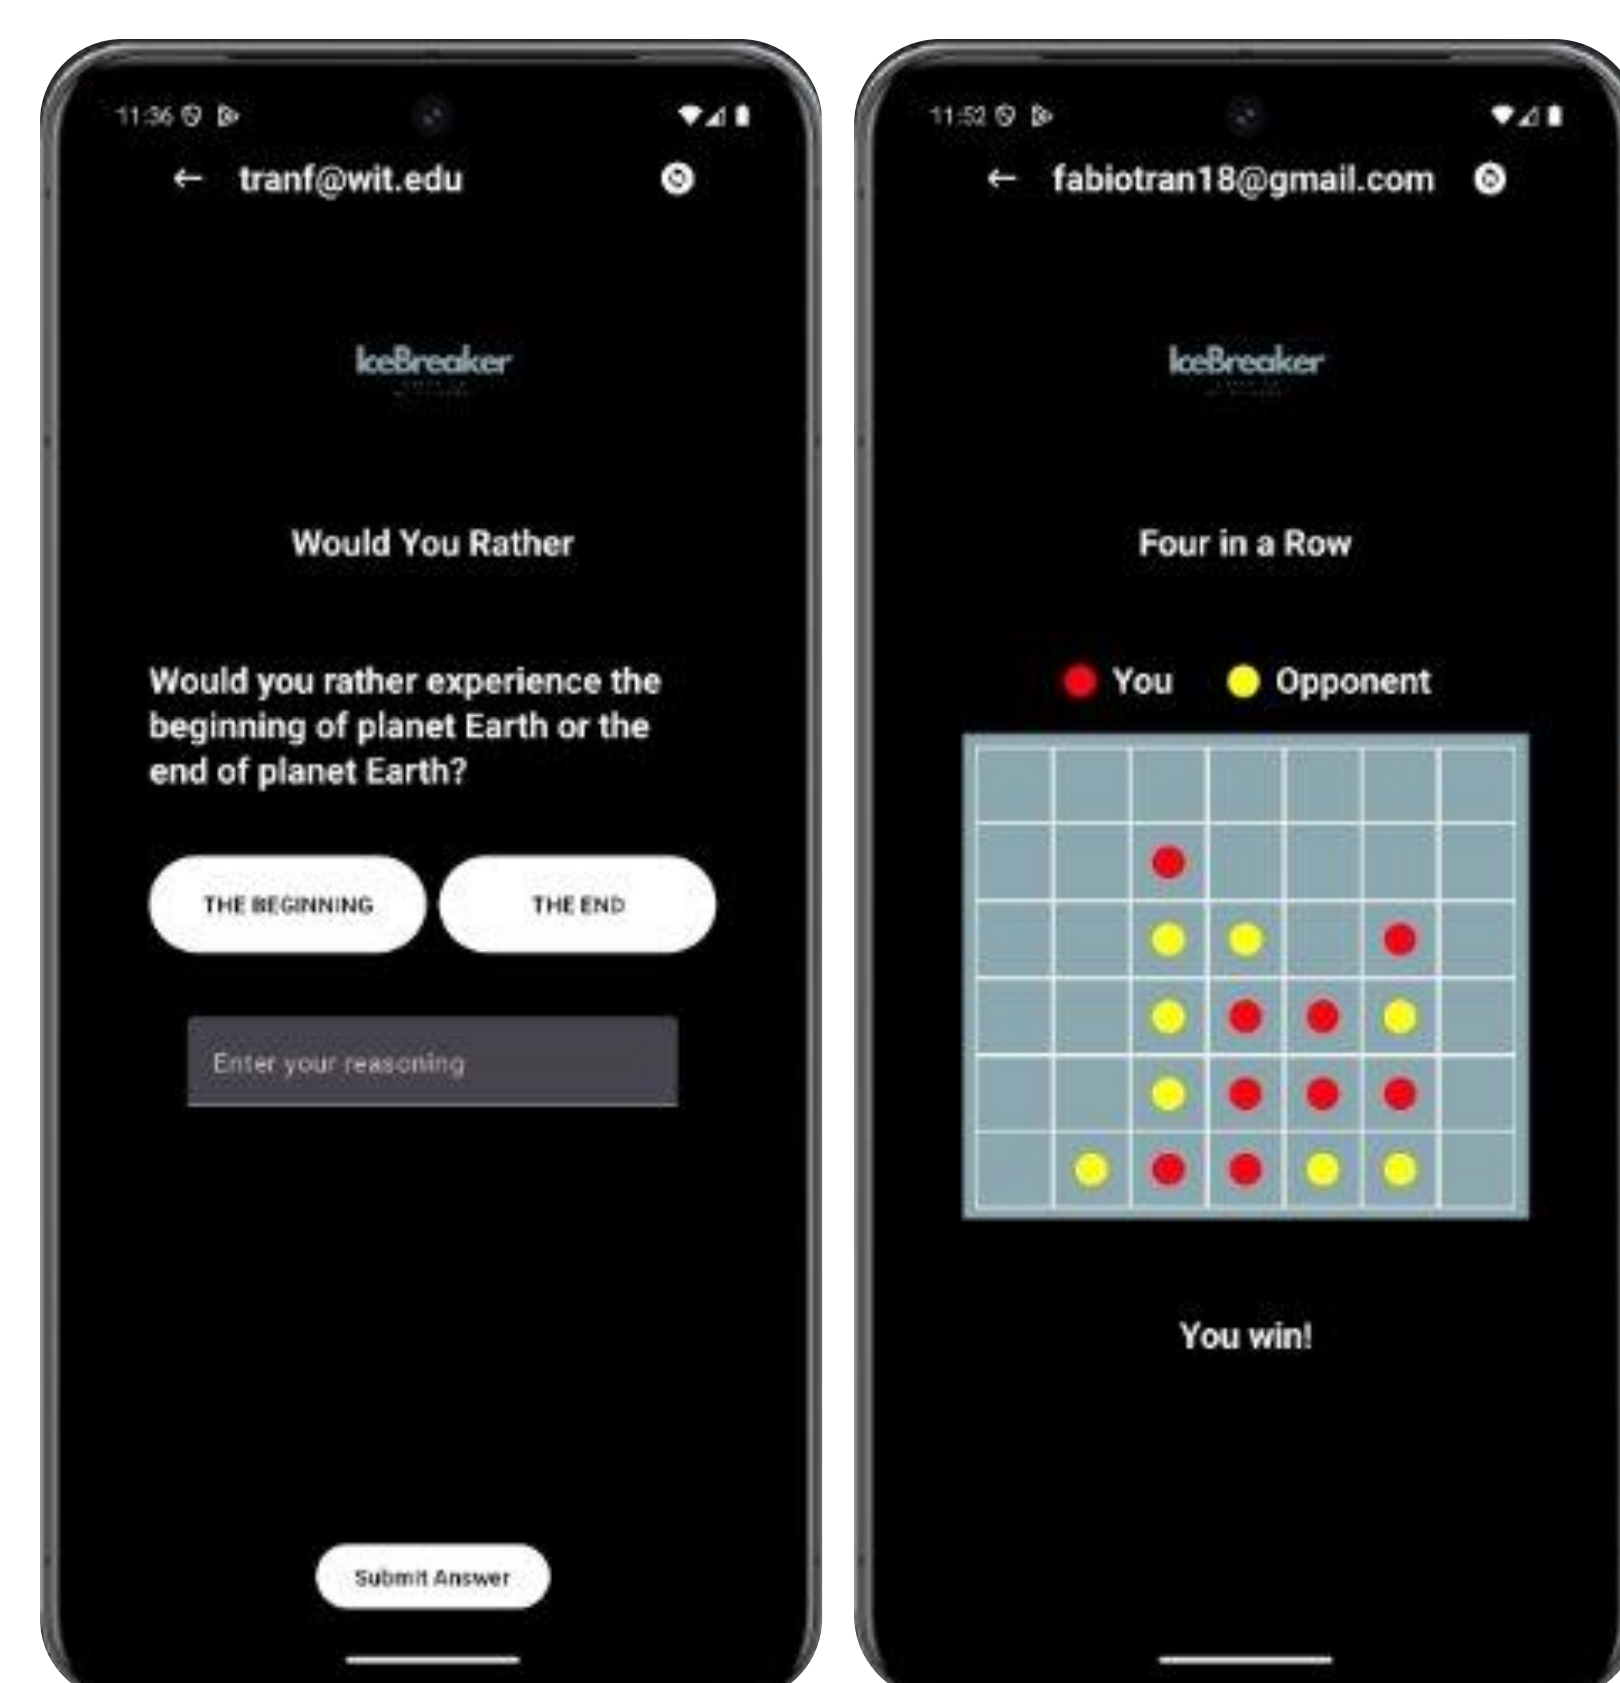 11:36
tranf@wit.edu
IceBreaker
Would You Rather
Would you rather experience the
beginning of planet Earth or the
end of planet Earth?
THE BEGINNING
THE END
Enter your reasoning
Submit Answer
11:52
fabiotran18@gmail.com
IceBreaker
Four in a Row
You
Opponent
You win!